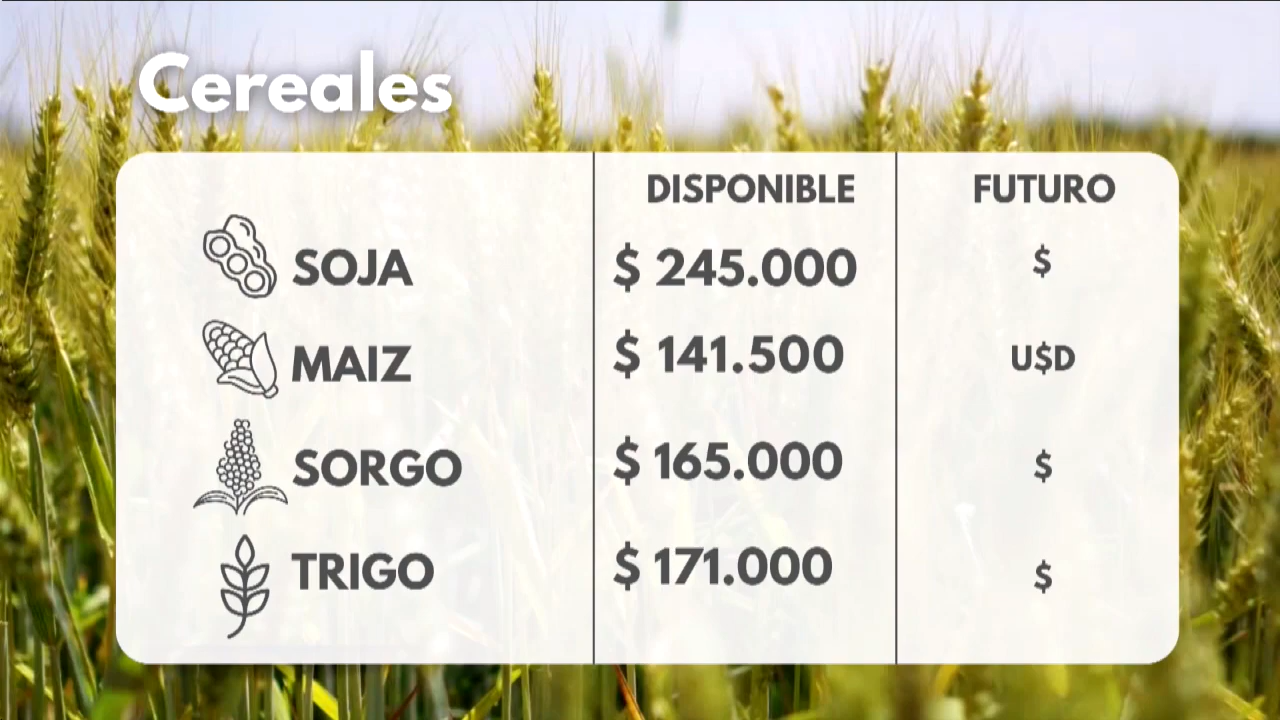 Cereales
DISPONIBLE FUTURO
SOJA $ 245.000 $
MAIZ $ 141.500 U$D
SORGO $ 165.000 $
TRIGO $ 171.000 $